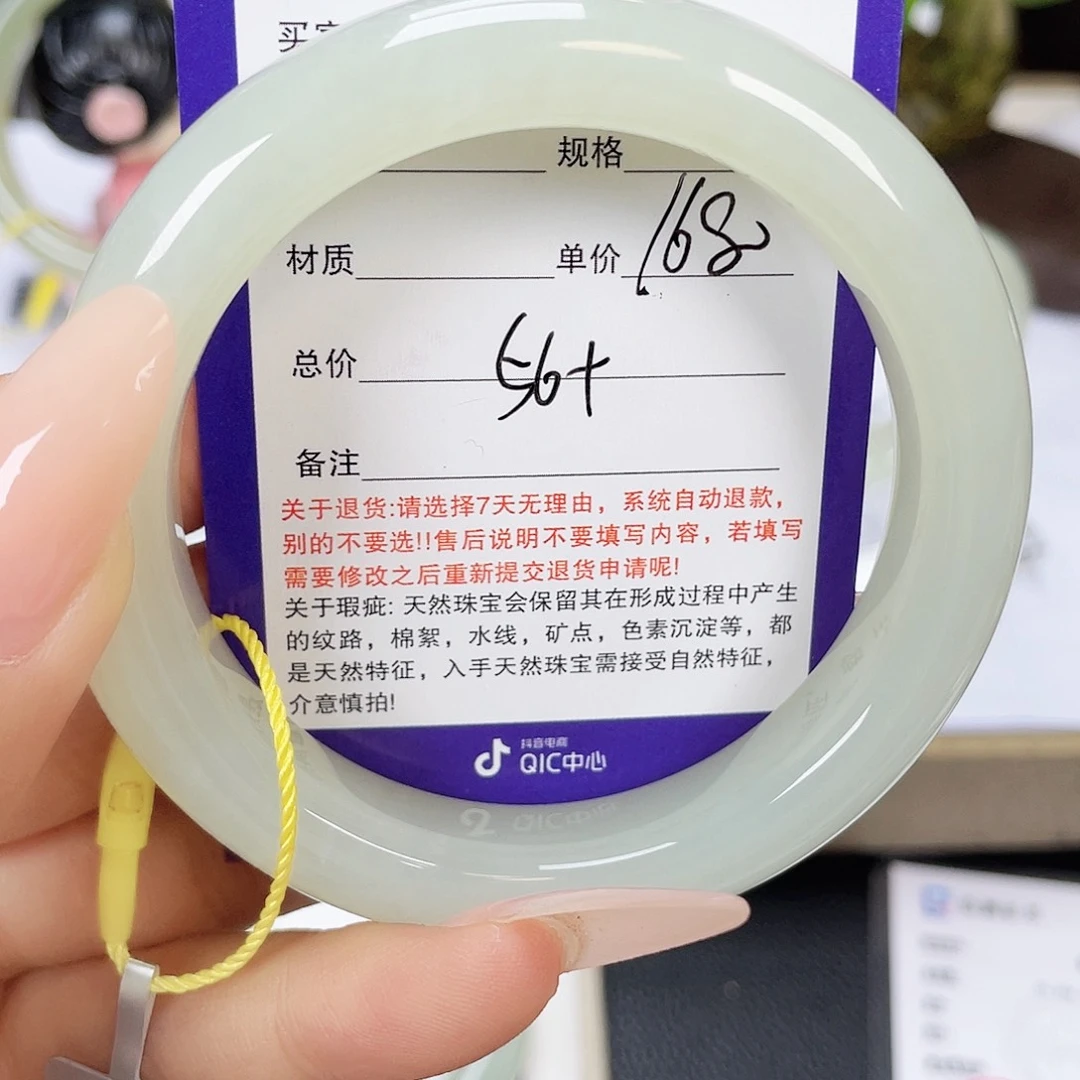 买家
规格
材质 单价 168
总价 56+
备注
关于退货:请选择7天无理由，系统自动退款，
别的不要选!!售后说明不要填写内容，若填写
需要修改之后重新提交退货申请呢!
关于瑕疵: 天然珠宝会保留其在形成过程中产生
的纹路，棉絮，水线，矿点，色素沉淀等，都
是天然特征，入手天然珠宝需接受自然特征，
介意慎拍!
抖音电商
QIC中心